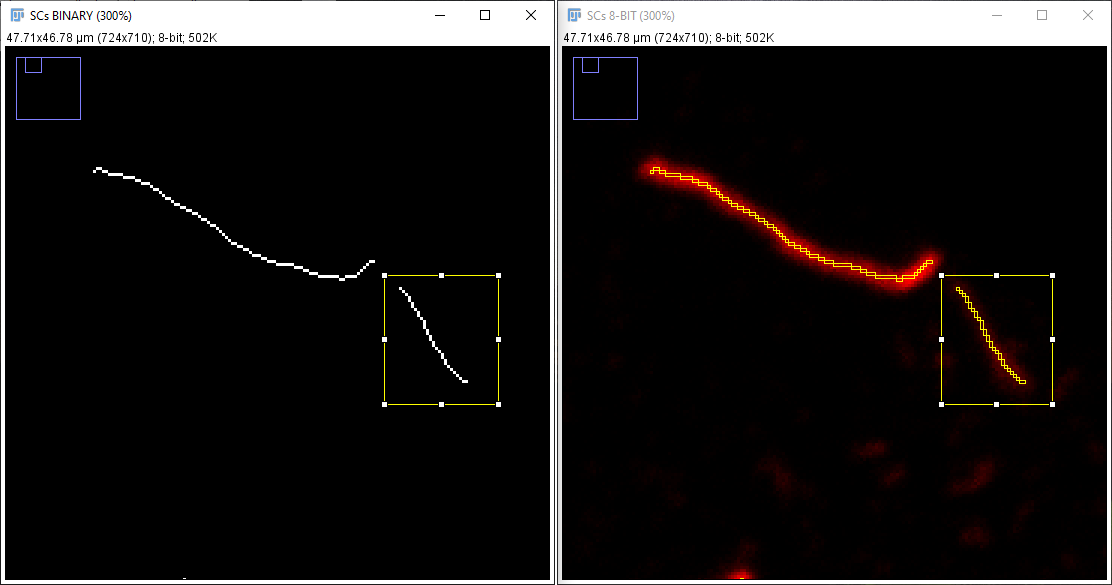 SCs BINARY (300%)
47.71x46.78 µm (724x710); 8-bit; 502K
SCs 8-BIT (300%)
47.71x46.78 µm (724x710); 8-bit; 502K